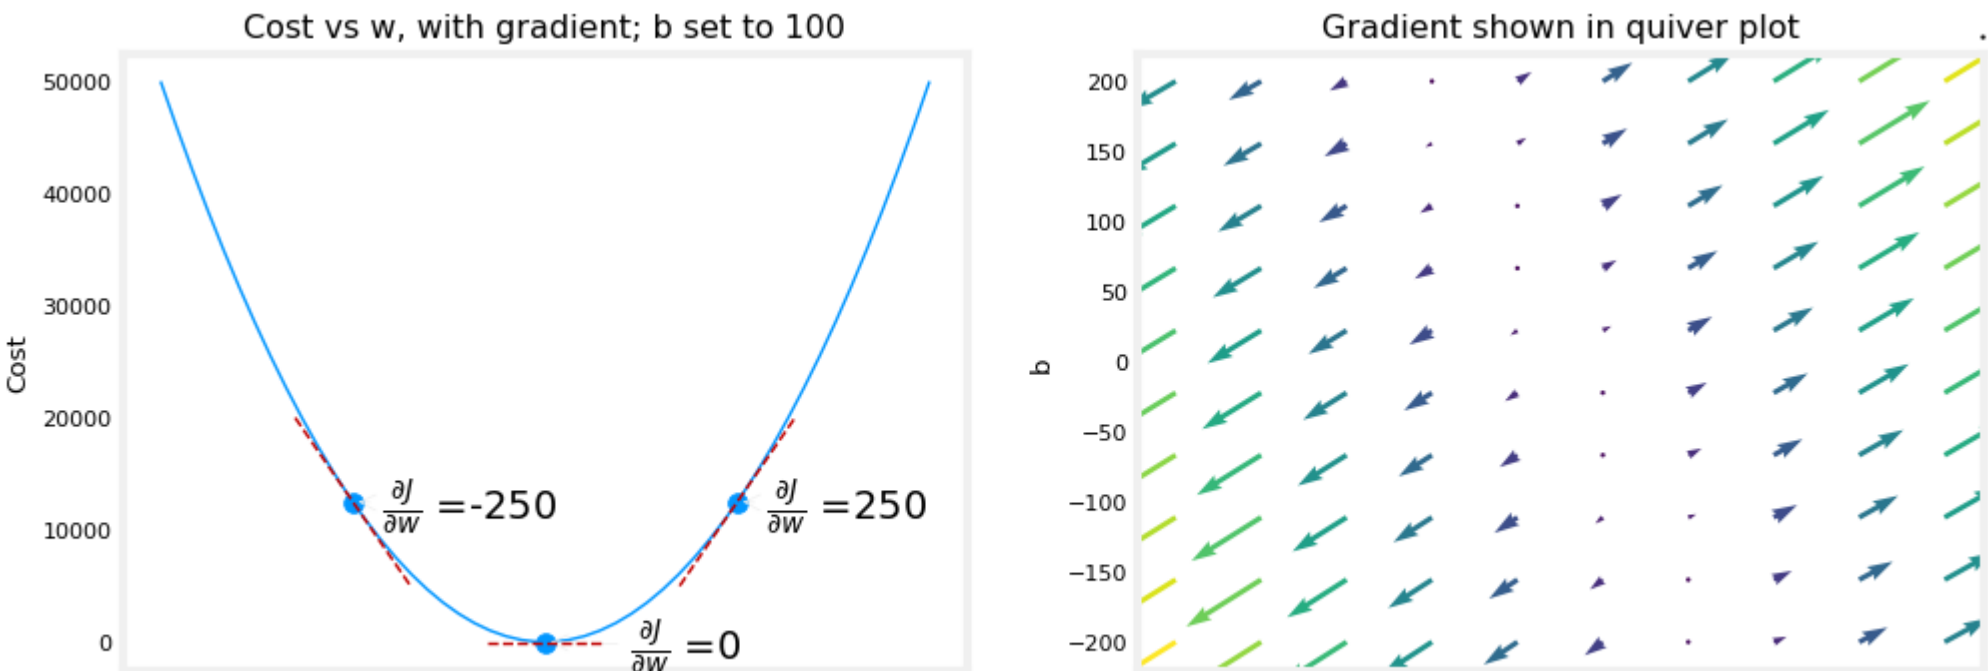 Cost vs w, with gradient; b set to 100
50000
40000
30000
20000
10000
0
Cost
∂J/∂w =-250
∂J/∂w =250
∂J/∂w =0
Gradient shown in quiver plot
200
150
100
50
0
−50
−100
−150
−200
b